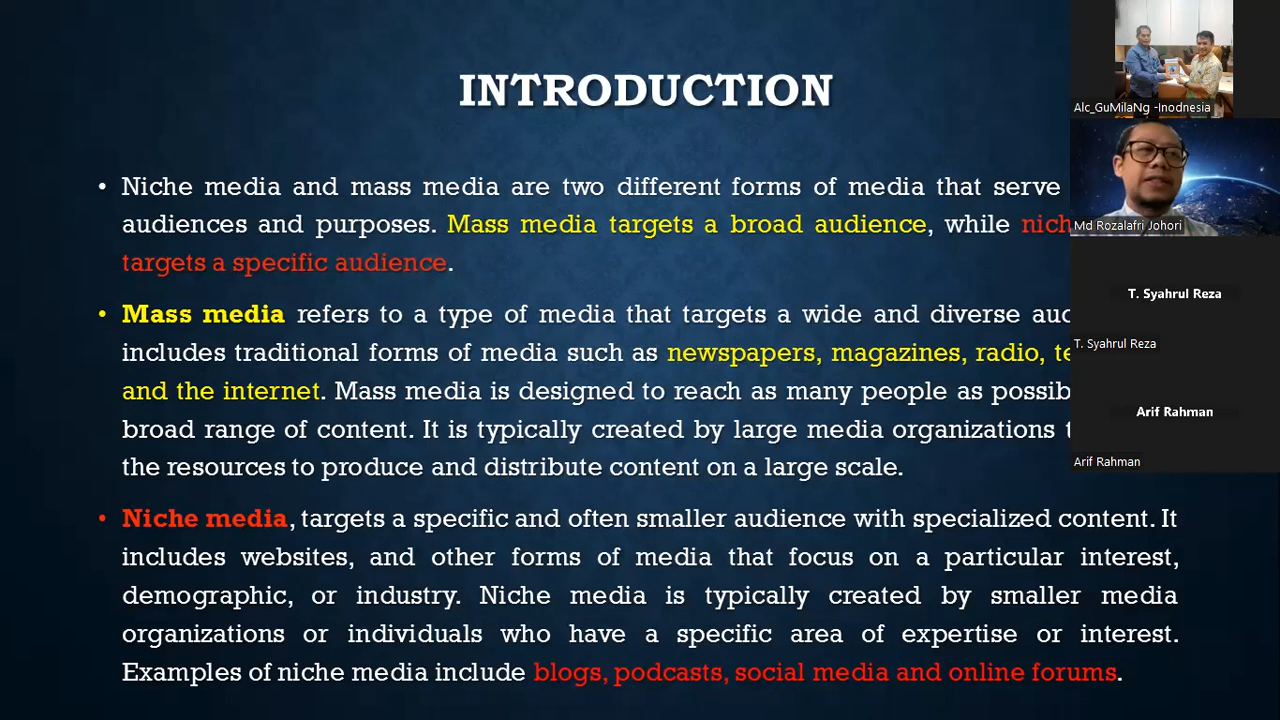 INTRODUCTION
• Niche media and mass media are two different forms of media that serve
audiences and purposes. Mass media targets a broad audience, while
targets a specific audience.
• Mass media refers to a type of media that targets a wide and diverse
includes traditional forms of media such as newspapers, magazines, radio,
and the internet. Mass media is designed to reach as many people as
broad range of content. It is typically created by large media organizations
the resources to produce and distribute content on a large scale.
• Niche media, targets a specific and often smaller audience with specialized content. It
includes websites, and other forms of media that focus on a particular interest,
demographic, or industry. Niche media is typically created by smaller media
organizations or individuals who have a specific area of expertise or interest.
Examples of niche media include blogs, podcasts, social media and online forums.
Alc_GuMilaNg -Inodnesia
Md Rozalafri Johori
T. Syahrul Reza
T. Syahrul Reza
Arif Rahman
Arif Rahman